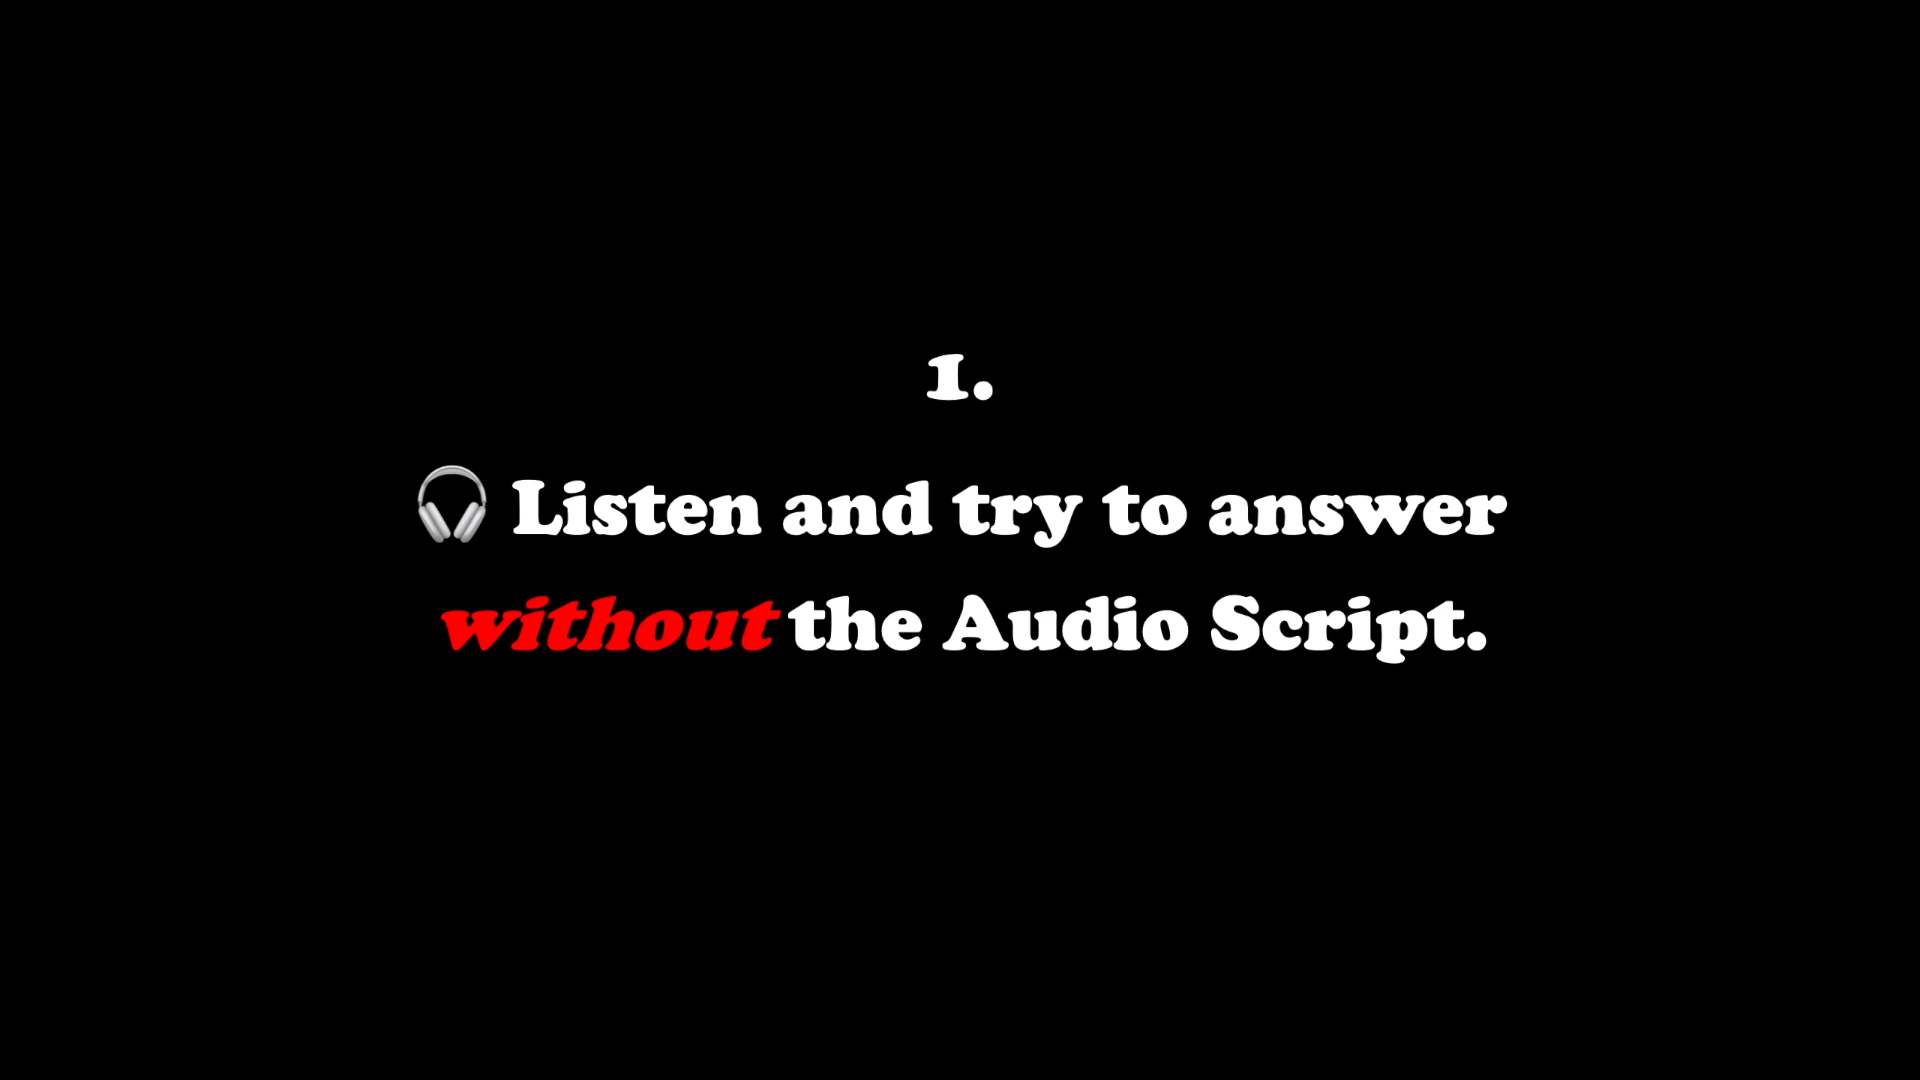 1.
🎧 Listen and try to answer
without the Audio Script.